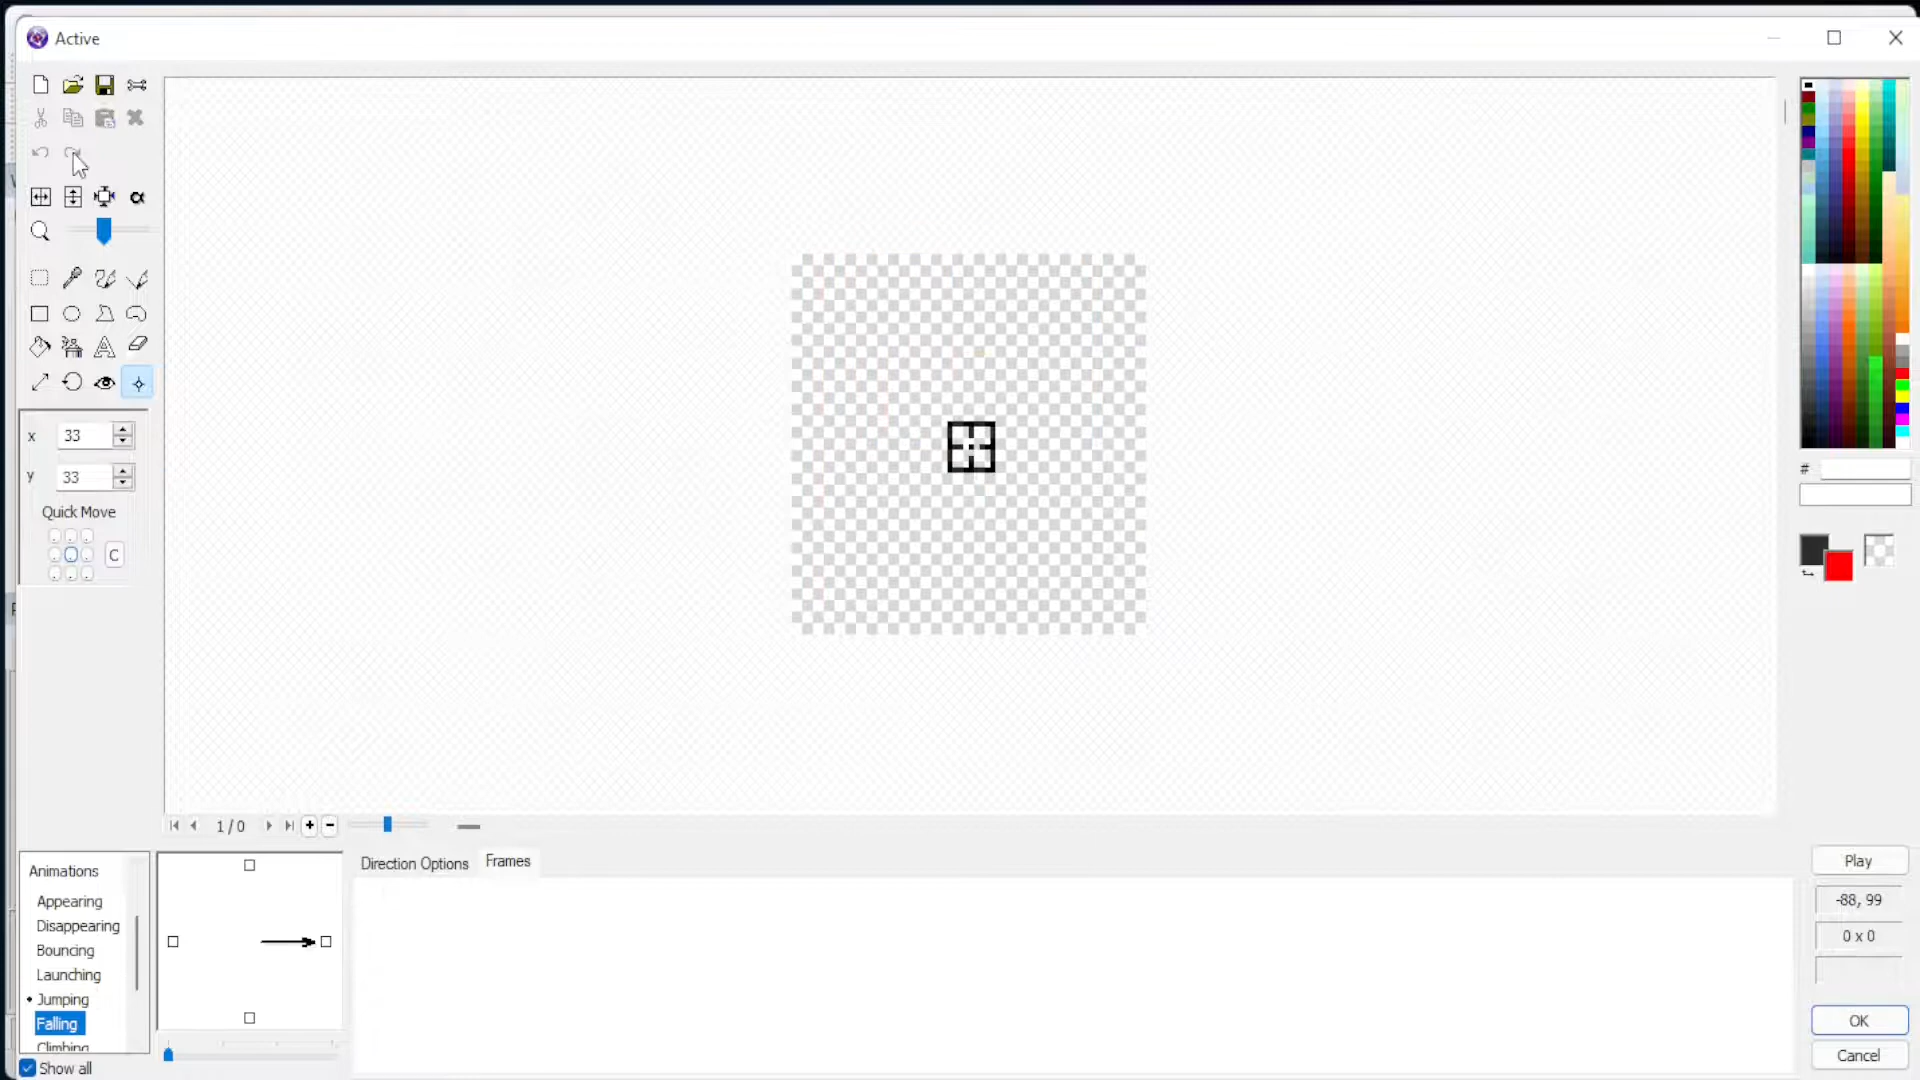 Active
x 33
y 33
Quick Move
C
#
1 / 0
Animations
Appearing
Disappearing
Bouncing
Launching
Jumping
Falling
Climbing
Show all
Direction Options Frames
Play
-88, 99
0 x 0
OK
Cancel